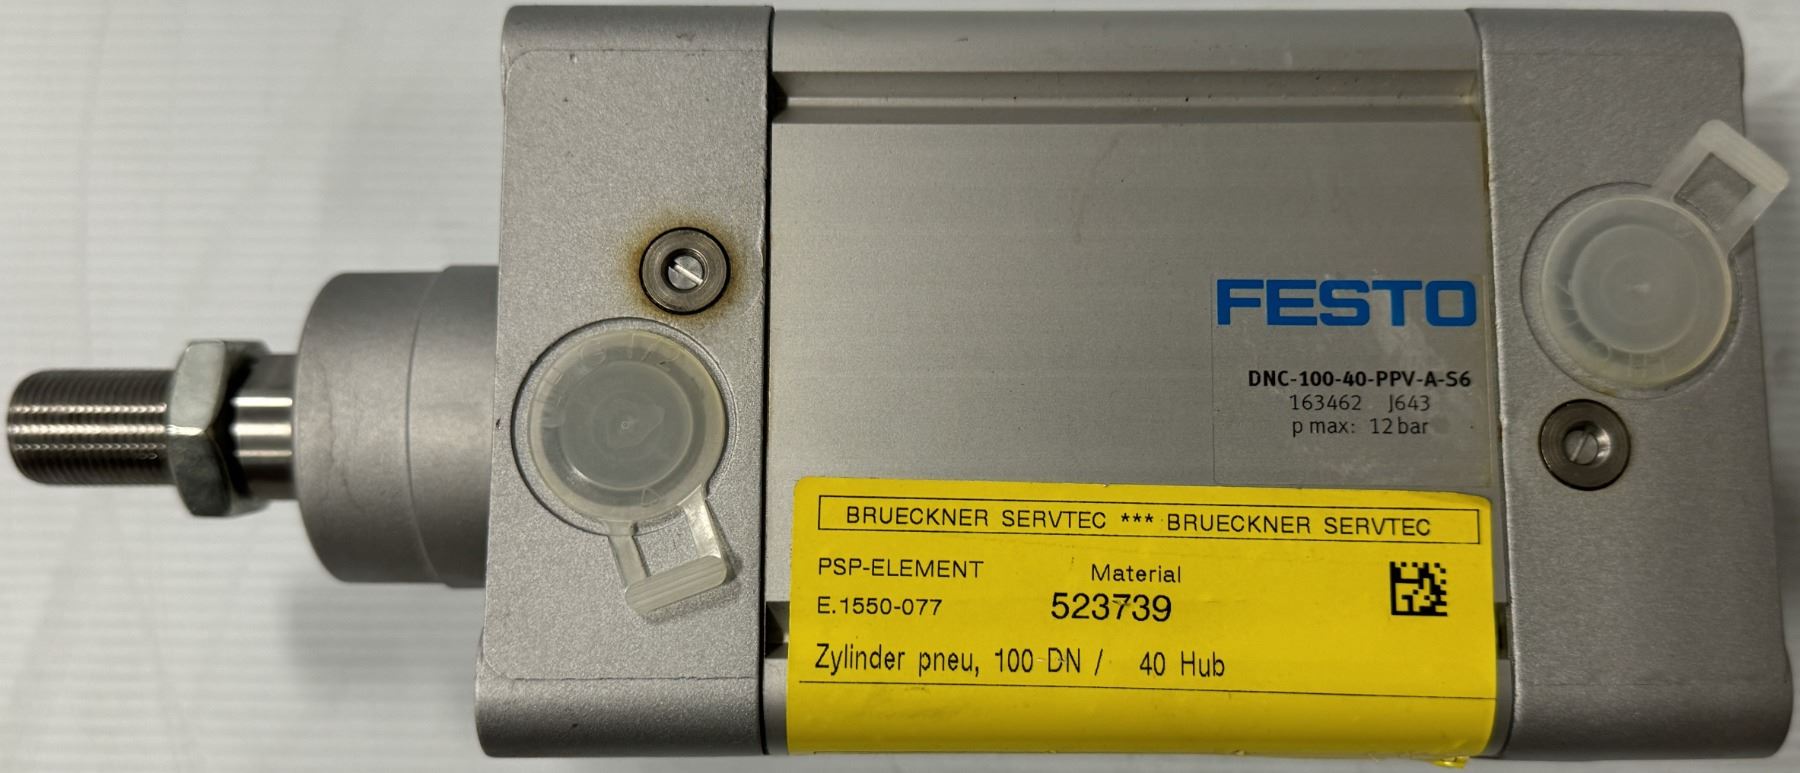 FESTO
DNC-100-40-PPV-A-S6
163462 J643
p max: 12 bar
BRUECKNER SERVTEC *** BRUECKNER SERVTEC
PSP-ELEMENT Material
E.1550-077 523739
Zylinder pneu, 100 DN / 40 Hub